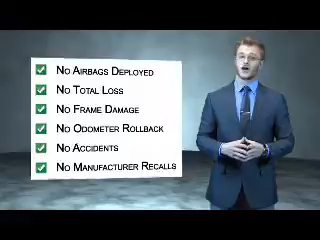 No Airbags Deployed
No Total Loss
No Frame Damage
No Odometer Rollback
No Accidents
No Manufacturer Recalls